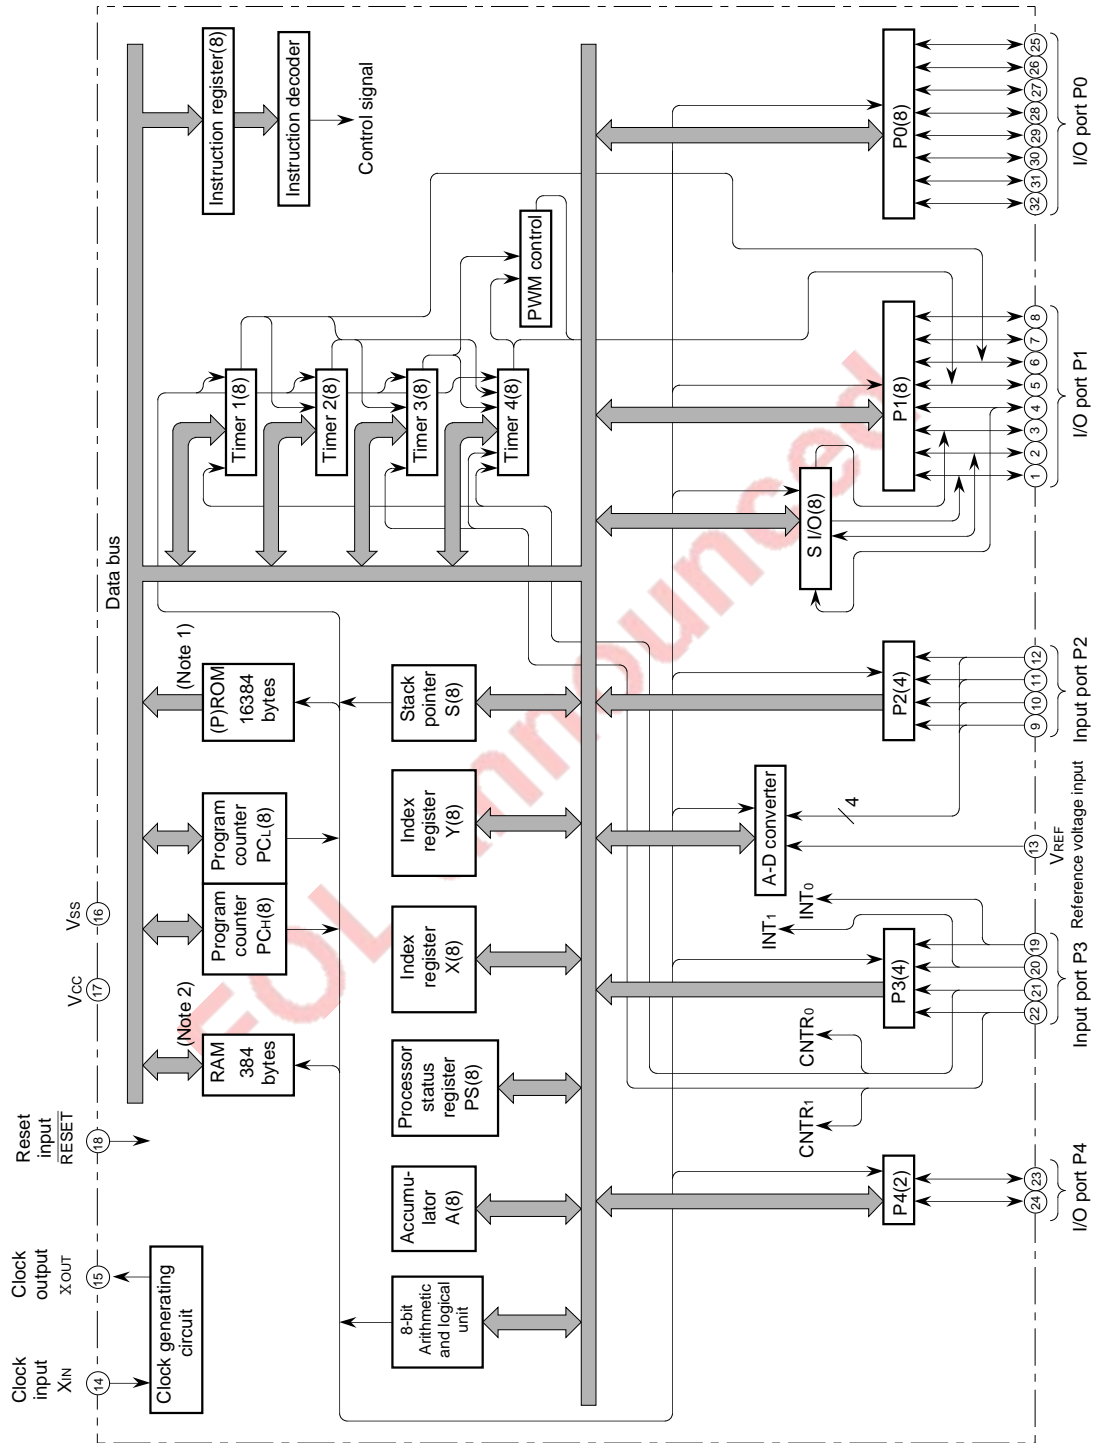 Clock
input
XIN
Clock
output
XOUT
Reset
input
RESET
VCC
VSS
14
15
18
17
16
Data bus
Clock generating
circuit
(Note 2)
RAM
384
bytes
Program
counter
PCH(8)
Program
counter
PCL(8)
(Note 1)
(P)ROM
16384
bytes
Instruction register(8)
Instruction decoder
Control signal
Timer 1(8)
Timer 2(8)
Timer 3(8)
Timer 4(8)
PWM control
8-bit
Arithmetic
and logical
unit
Accumu-
lator
A(8)
Processor
status
register
PS(8)
Index
register
X(8)
Index
register
Y(8)
Stack
pointer
S(8)
CNTR1
CNTR0
INT1
INT0
A-D converter
4
S I/O(8)
P4(2)
P3(4)
P2(4)
P1(8)
P0(8)
24 23
22 21 20 19
13
9 10 11 12
1 2 3 4 5 6 7 8
32 31 30 29 28 27 26 25
I/O port P4
Input port P3
VREF
Reference voltage input
Input port P2
I/O port P1
I/O port P0
EOL announced